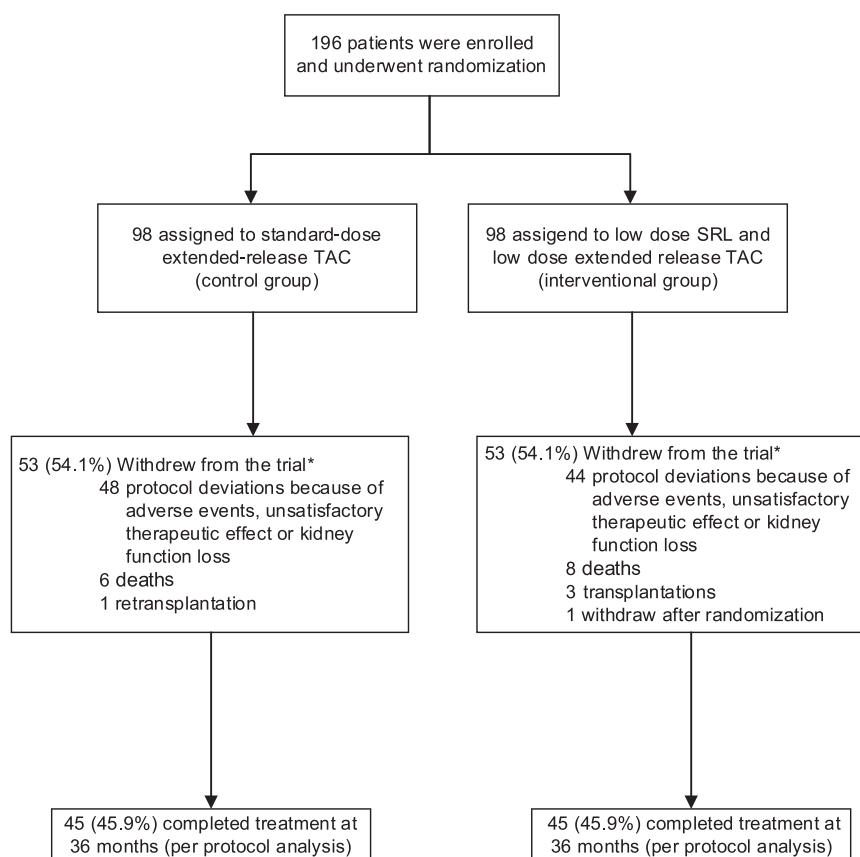 196 patients were enrolled
and underwent randomization
98 assigned to standard-dose
extended-release TAC
(control group)
98 assigend to low dose SRL and
low dose extended release TAC
(interventional group)
53 (54.1%) Withdrew from the trial*
48 protocol deviations because of
adverse events, unsatisfactory
therapeutic effect or kidney
function loss
6 deaths
1 retransplantation
53 (54.1%) Withdrew from the trial*
44 protocol deviations because of
adverse events, unsatisfactory
therapeutic effect or kidney
function loss
8 deaths
3 transplantations
1 withdraw after randomization
45 (45.9%) completed treatment at
36 months (per protocol analysis)
45 (45.9%) completed treatment at
36 months (per protocol analysis)